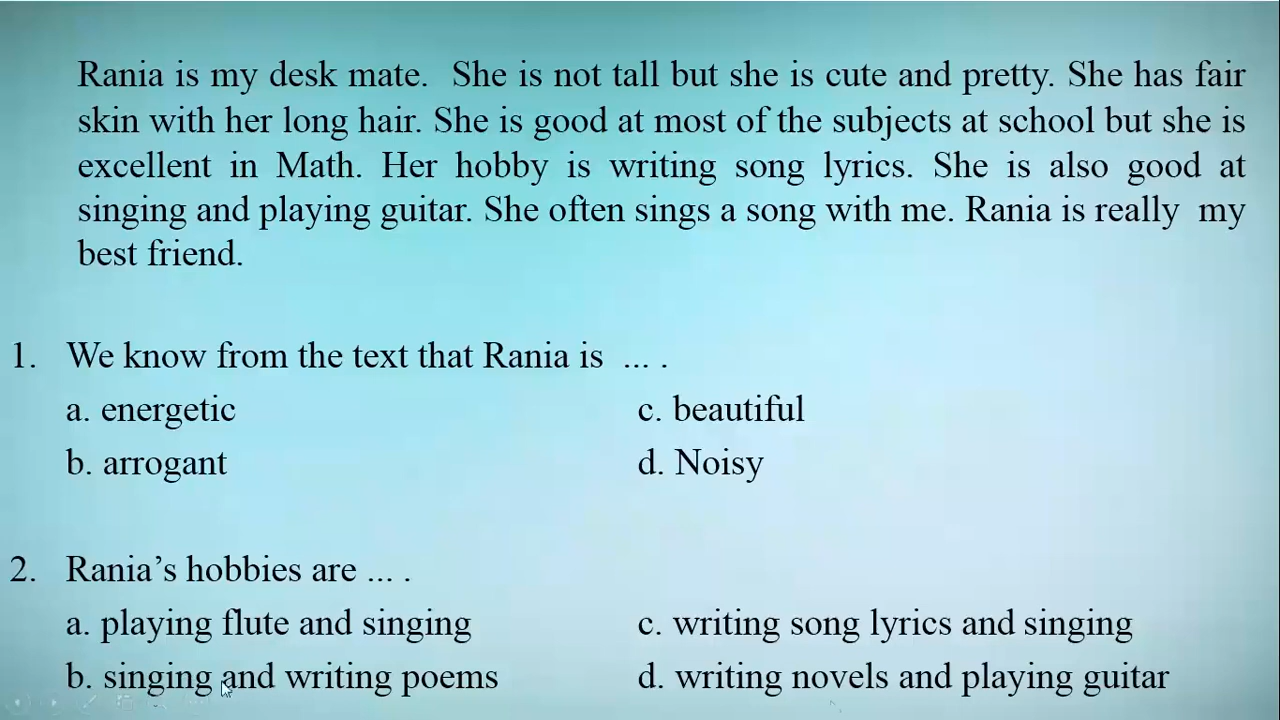 Rania is my desk mate. She is not tall but she is cute and pretty. She has fair
skin with her long hair. She is good at most of the subjects at school but she is
excellent in Math. Her hobby is writing song lyrics. She is also good at
singing and playing guitar. She often sings a song with me. Rania is really my
best friend.
1. We know from the text that Rania is ... .
a. energetic c. beautiful
b. arrogant d. Noisy
2. Rania’s hobbies are ... .
a. playing flute and singing c. writing song lyrics and singing
b. singing and writing poems d. writing novels and playing guitar